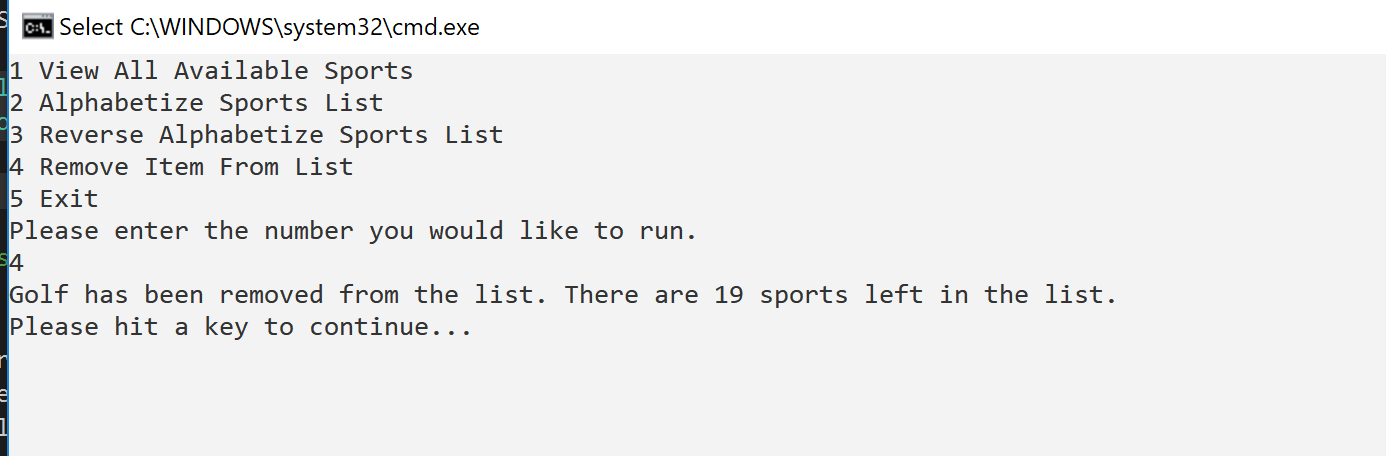 Select C:\WINDOWS\system32\cmd.exe
1 View All Available Sports
2 Alphabetize Sports List
3 Reverse Alphabetize Sports List
4 Remove Item From List
5 Exit
Please enter the number you would like to run.
4
Golf has been removed from the list. There are 19 sports left in the list.
Please hit a key to continue...